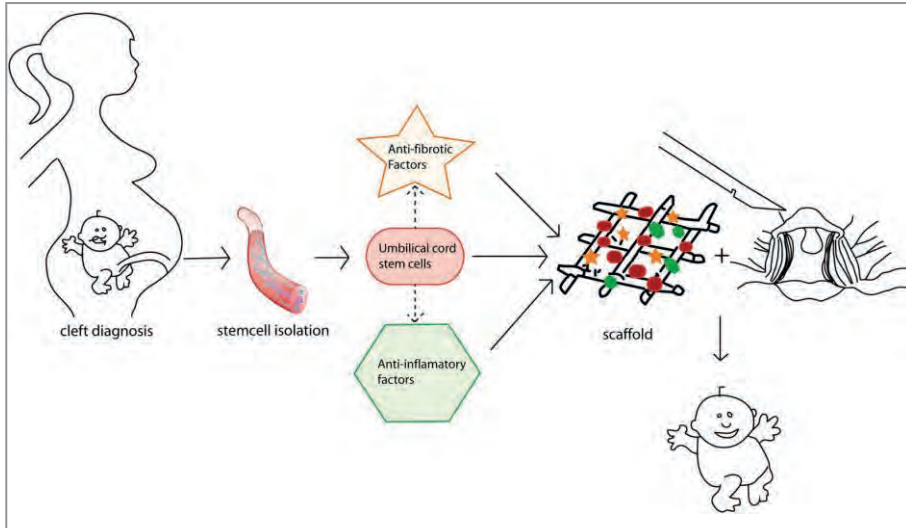 Anti-fibrotic
Factors
Umbilical cord
stem cells
cleft diagnosis
stemcell isolation
scaffold
+
Anti-inflamatory
factors